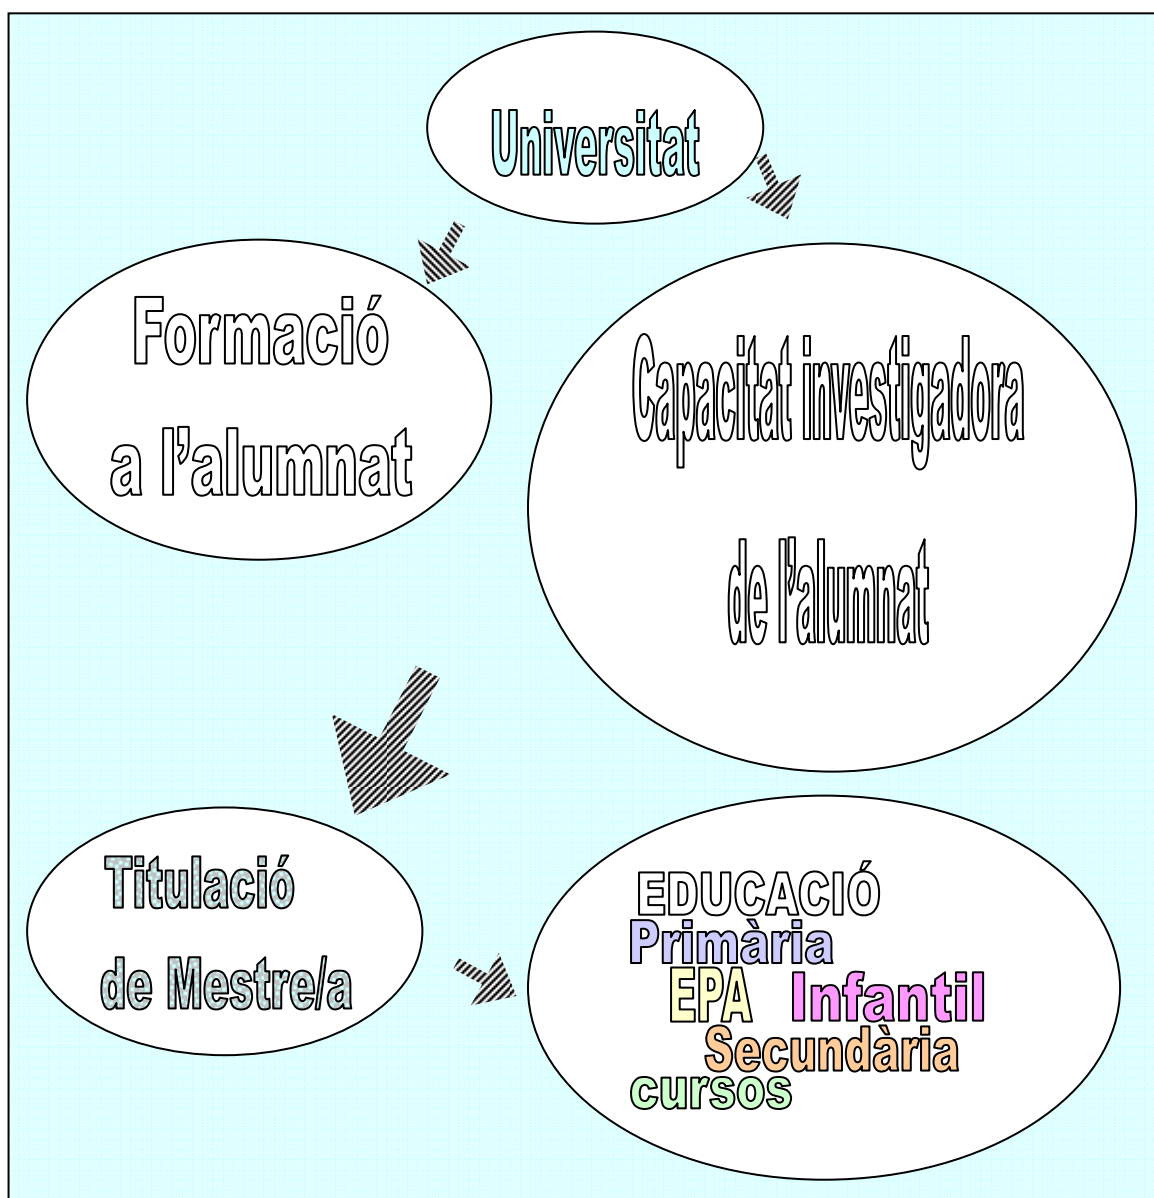 Universitat
Formació
a l'alumnat
Capacitat investigadora
de l'alumnat
Titulació
de Mestre/a
EDUCACIÓ
Primària
EPA Infantil
Secundària
cursos